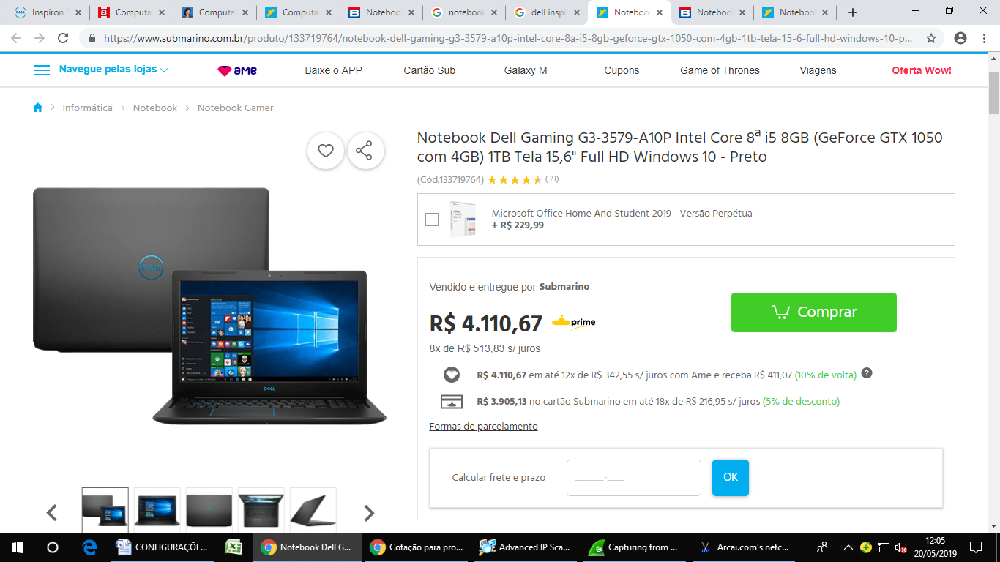 Inspiron S
Computa
Computa
Computa
Notebo
notebook
dell inspi
Notebo
Notebo
Notebo
https://www.submarino.com.br/produto/133719764/notebook-dell-gaming-g3-3579-a10p-intel-core-8a-i5-8gb-geforce-gtx-1050-com-4gb-1tb-tela-15-6-full-hd-windows-10-p...
Navegue pelas lojas
ame
Baixe o APP
Cartão Sub
Galaxy M
Cupons
Game of Thrones
Viagens
Oferta Wow!
Informática > Notebook > Notebook Gamer
Notebook Dell Gaming G3-3579-A10P Intel Core 8ª i5 8GB (GeForce GTX 1050
com 4GB) 1TB Tela 15,6" Full HD Windows 10 - Preto
(Cód.133719764) (39)
Microsoft Office Home And Student 2019 - Versão Perpétua
+ R$ 229,99
Vendido e entregue por Submarino
R$ 4.110,67 prime
Comprar
8x de R$ 513,83 s/ juros
R$ 4.110,67 em até 12x de R$ 342,55 s/ juros com Ame e receba R$ 411,07 (10% de volta) ?
R$ 3.905,13 no cartão Submarino em até 18x de R$ 216,95 s/ juros (5% de desconto)
Formas de parcelamento
Calcular frete e prazo
_____-___
OK
DELL
DELL
CONFIGURAÇÕE...
Notebook Dell G...
Cotação para pro...
Advanced IP Sca...
Capturing from ...
Arcai.com's netc...
12:05
20/05/2019